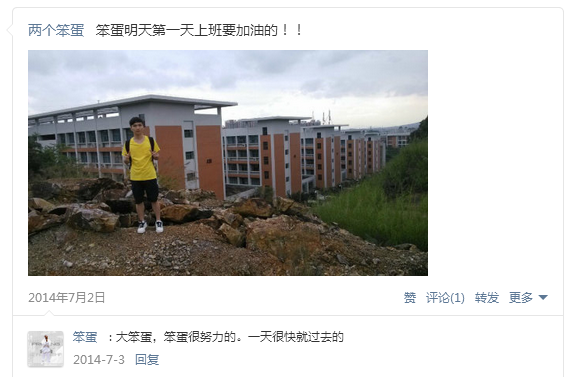 两个笨蛋 笨蛋明天第一天上班要加油的！！
2014年7月2日 赞 评论(1) 转发 更多
笨蛋 : 大笨蛋，笨蛋很努力的。一天很快就过去的
2014-7-3 回复